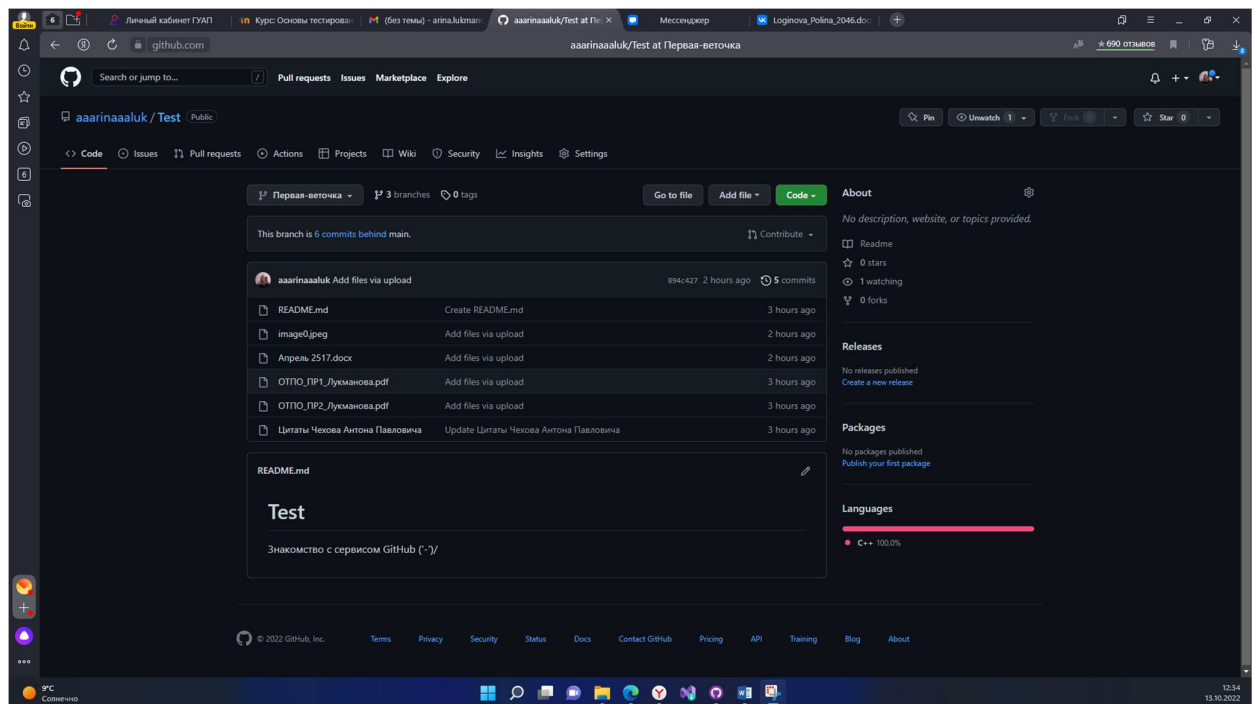 Войти
6
Личный кабинет ГУАП
Курс: Основы тестирован
(без темы) - arina.lukman
aaarinaaaluk/Test at Пе
Мессенджер
Loginova_Polina_2046.do
github.com
aaarinaaaluk/Test at Первая-веточка
690 отзывов
8
Search or jump to...
/
Pull requests Issues Marketplace Explore
aaarinaaaluk / Test Public
Pin
Unwatch 1
Fork 0
Star 0
Code Issues Pull requests Actions Projects Wiki Security Insights Settings
6
Первая-веточка 3 branches 0 tags
Go to file Add file Code
This branch is 6 commits behind main.
Contribute
aaarinaaaluk Add files via upload 894c427 2 hours ago 5 commits
README.md Create README.md 3 hours ago
image0.jpeg Add files via upload 2 hours ago
Апрель 2517.docx Add files via upload 2 hours ago
ОТПО_ПР1_Лукманова.pdf Add files via upload 3 hours ago
ОТПО_ПР2_Лукманова.pdf Add files via upload 3 hours ago
Цитаты Чехова Антона Павловича Update Цитаты Чехова Антона Павловича 3 hours ago
README.md
Test
Знакомство с сервисом GitHub ('-')/
About
No description, website, or topics provided.
Readme
0 stars
1 watching
0 forks
Releases
No releases published
Create a new release
Packages
No packages published
Publish your first package
Languages
C++ 100.0%
© 2022 GitHub, Inc. Terms Privacy Security Status Docs Contact GitHub Pricing API Training Blog About
9°C
Солнечно
12:34
13.10.2022